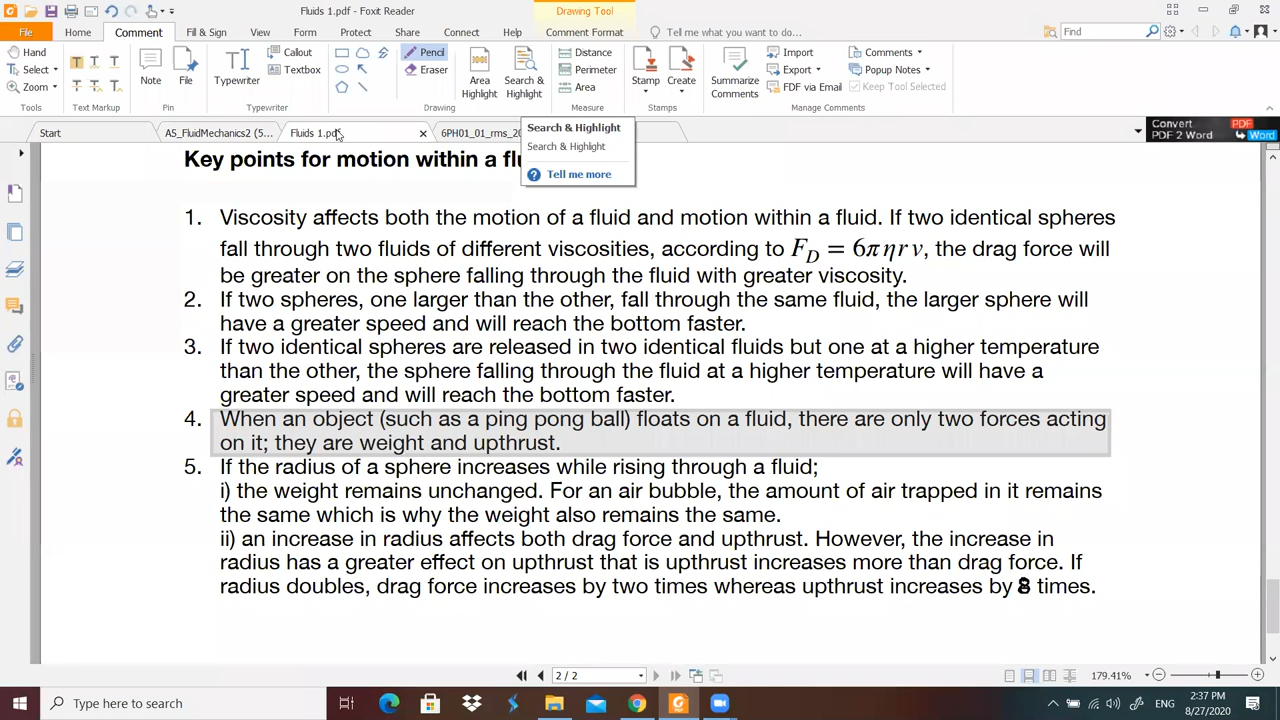 Fluids 1.pdf - Foxit Reader
Drawing Tool
File
Home
Comment
Fill & Sign
View
Form
Protect
Share
Connect
Help
Comment Format
Tell me what you want to do...
Find
Hand
Select
Zoom
Tools
Text Markup
Note
File
Pin
Typewriter
Callout
Textbox
Typewriter
Pencil
Eraser
Drawing
Area
Highlight
Search &
Highlight
Distance
Perimeter
Area
Measure
Stamp
Create
Stamps
Summarize
Comments
Import
Export
FDF via Email
Comments
Popup Notes
Keep Tool Selected
Manage Comments
Start
AS_FluidMechanics2 (5...
Fluids 1.pdf
6PH01_01_rms_20
Search & Highlight
Search & Highlight
Tell me more
Convert PDF
PDF 2 Word Word
Key points for motion within a flu
1. Viscosity affects both the motion of a fluid and motion within a fluid. If two identical spheres
fall through two fluids of different viscosities, according to F_D = 6πηrv, the drag force will
be greater on the sphere falling through the fluid with greater viscosity.
2. If two spheres, one larger than the other, fall through the same fluid, the larger sphere will
have a greater speed and will reach the bottom faster.
3. If two identical spheres are released in two identical fluids but one at a higher temperature
than the other, the sphere falling through the fluid at a higher temperature will have a
greater speed and will reach the bottom faster.
4. When an object (such as a ping pong ball) floats on a fluid, there are only two forces acting
on it; they are weight and upthrust.
5. If the radius of a sphere increases while rising through a fluid;
i) the weight remains unchanged. For an air bubble, the amount of air trapped in it remains
the same which is why the weight also remains the same.
ii) an increase in radius affects both drag force and upthrust. However, the increase in
radius has a greater effect on upthrust that is upthrust increases more than drag force. If
radius doubles, drag force increases by two times whereas upthrust increases by 8 times.
2 / 2
179.41%
Type here to search
ENG
2:37 PM
8/27/2020